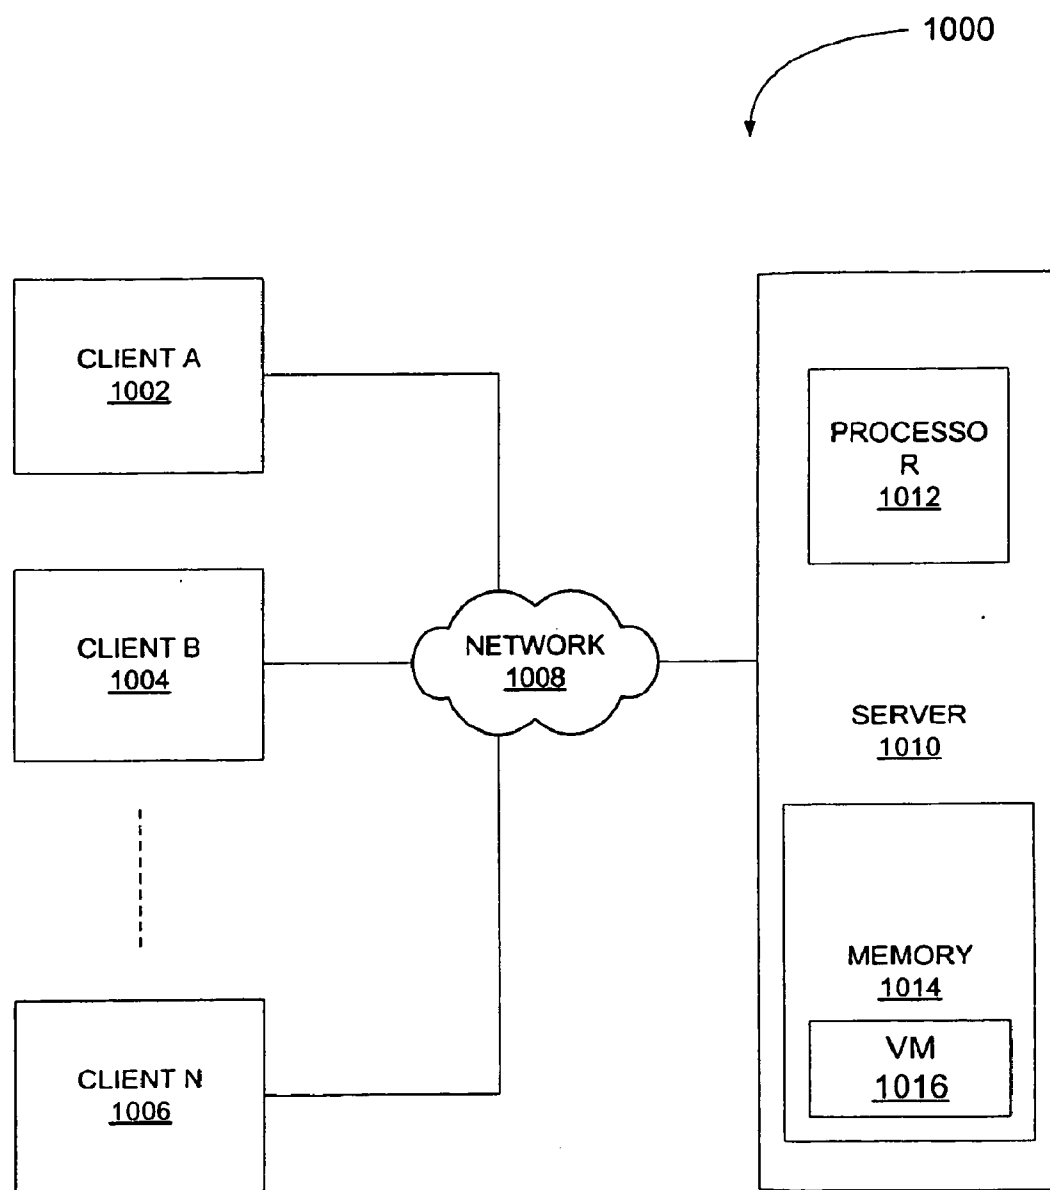 1000
CLIENT A
1002
PROCESSO
R
1012
CLIENT B
1004
NETWORK
1008
SERVER
1010
MEMORY
1014
VM
1016
CLIENT N
1006